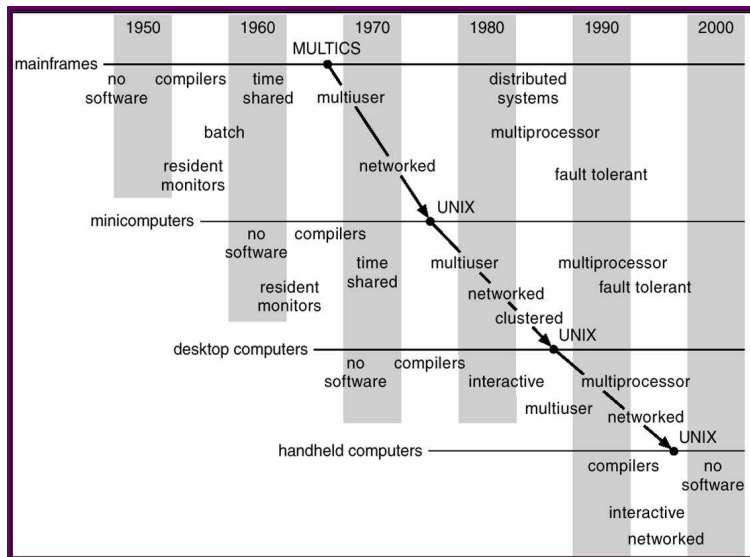 1950 1960 1970 1980 1990 2000
MULTICS
mainframes
no compilers time distributed
software shared multiuser systems
batch multiprocessor
resident networked fault tolerant
monitors
UNIX
minicomputers
no compilers
software
time multiuser multiprocessor
shared
resident networked fault tolerant
monitors
clustered
UNIX
desktop computers
no compilers
software interactive multiprocessor
multiuser networked
UNIX
handheld computers
compilers no
software
interactive
networked